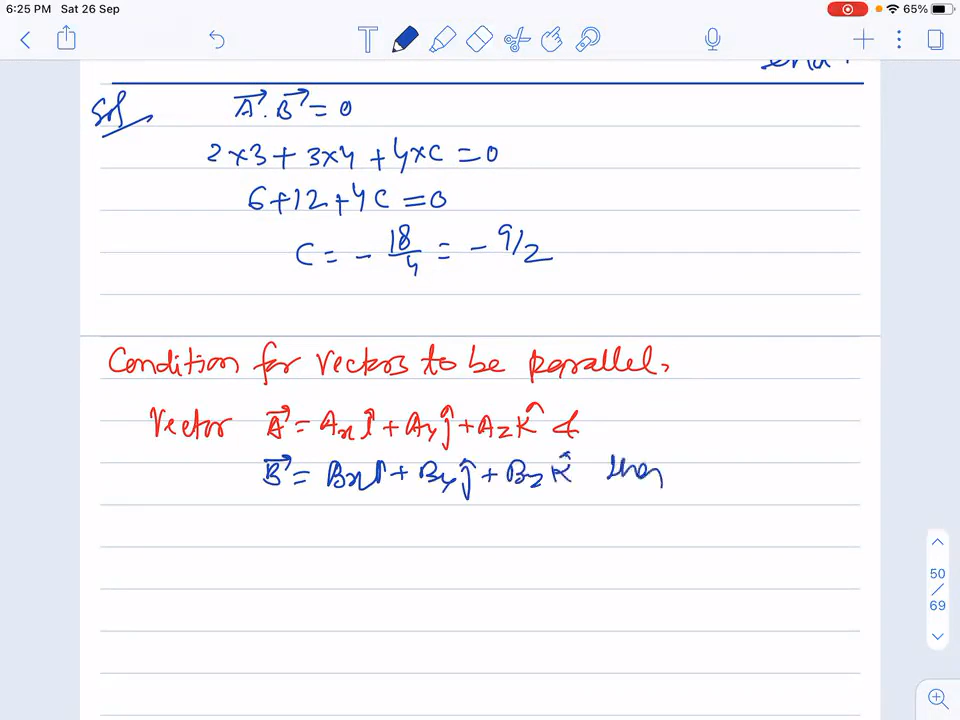 6:25 PM Sat 26 Sep 65%
T
Sol A⃗.B⃗ = 0
2×3 + 3×4 + 4×C = 0
6+12+4C = 0
C = - 18/4 = - 9/2
Condition for Vectors to be parallel,
Vector A⃗ = Axî + Ayĵ + Azk̂ &
B⃗ = Bxî + Byĵ + Bzk̂ then
50
/
69